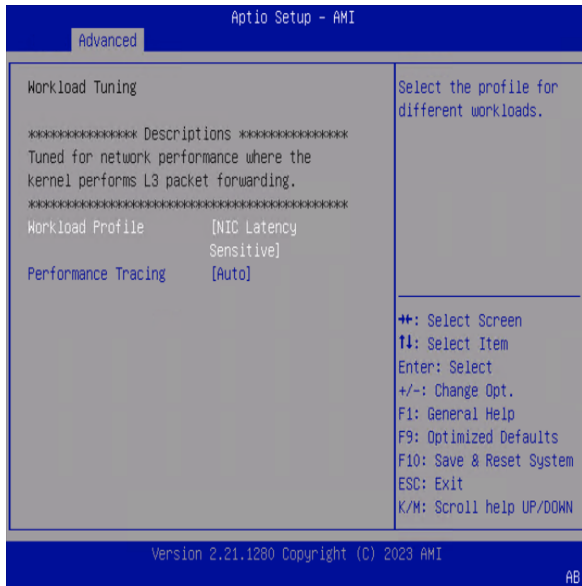 Aptio Setup - AMI
Advanced
Workload Tuning
*************** Descriptions ***************
Tuned for network performance where the
kernel performs L3 packet forwarding.
********************************************
Workload Profile [NIC Latency
Sensitive]
Performance Tracing [Auto]
Select the profile for
different workloads.
→←: Select Screen
↑↓: Select Item
Enter: Select
+/-: Change Opt.
F1: General Help
F9: Optimized Defaults
F10: Save & Reset System
ESC: Exit
K/M: Scroll help UP/DOWN
Version 2.21.1280 Copyright (C) 2023 AMI
AB